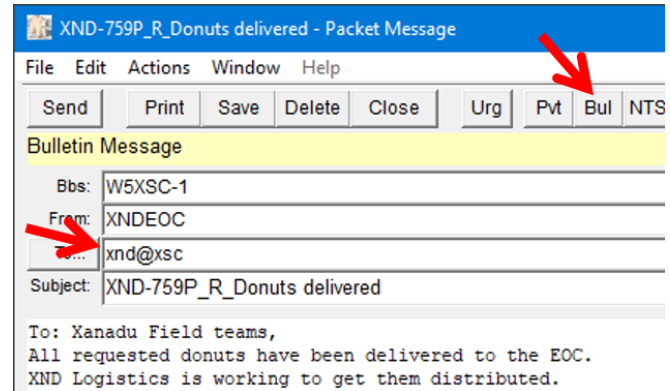 XND-759P_R_Donuts delivered - Packet Message
File Edit Actions Window Help
Send Print Save Delete Close Urg Pvt Bul NTS
Bulletin Message
Bbs: W5XSC-1
From: XNDEOC
To... xnd@xsc
Subject: XND-759P_R_Donuts delivered
To: Xanadu Field teams,
All requested donuts have been delivered to the EOC.
XND Logistics is working to get them distributed.